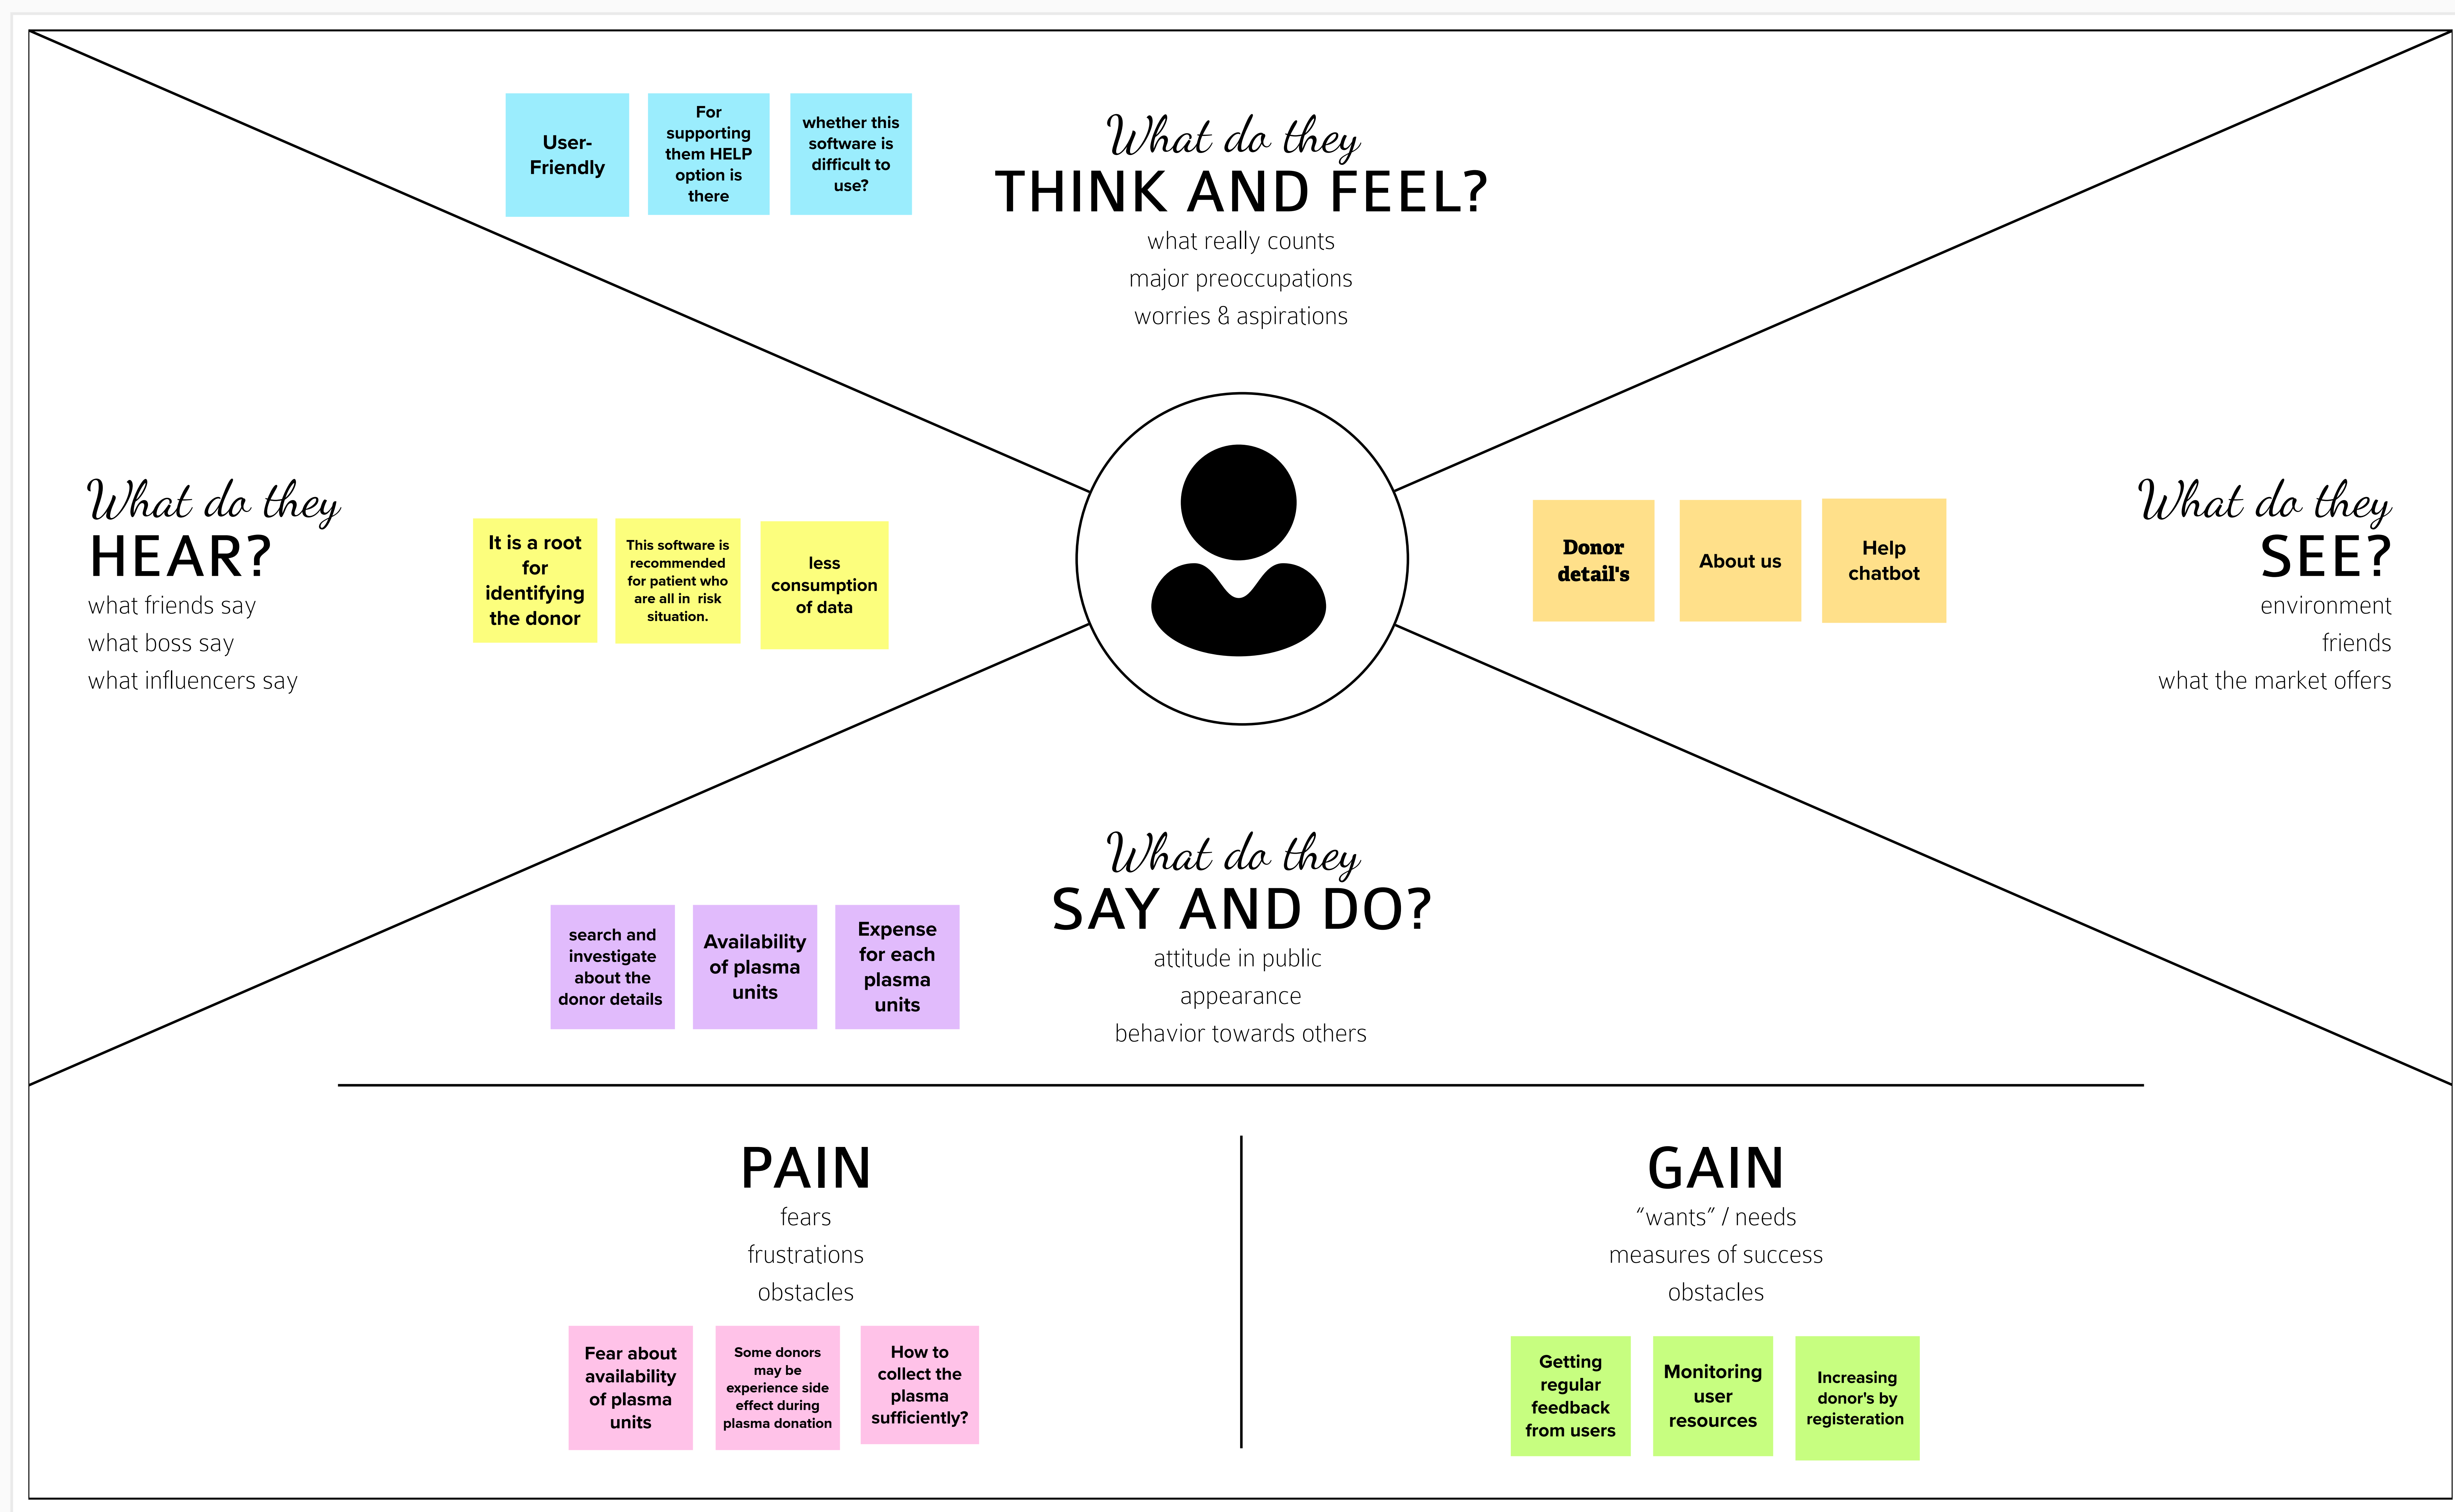 User-
Friendly
For
supporting
them HELP
option is
there
whether this
software is
difficult to
use?
What do they
THINK AND FEEL?
what really counts
major preoccupations
worries & aspirations
What do they
HEAR?
what friends say
what boss say
what influencers say
It is a root
for
identifying
the donor
This software is
recommended
for patient who
are all in risk
situation.
less
consumption
of data
Donor
detail's
About us
Help
chatbot
What do they
SEE?
environment
friends
what the market offers
What do they
SAY AND DO?
attitude in public
appearance
behavior towards others
search and
investigate
about the
donor details
Availability
of plasma
units
Expense
for each
plasma
units
PAIN
fears
frustrations
obstacles
Fear about
availability
of plasma
units
Some donors
may be
experience side
effect during
plasma donation
How to
collect the
plasma
sufficiently?
GAIN
“wants” / needs
measures of success
obstacles
Getting
regular
feedback
from users
Monitoring
user
resources
Increasing
donor's by
registeration